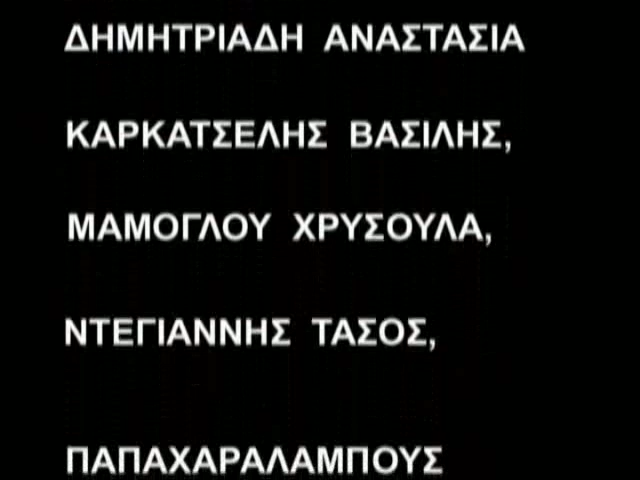 ΔΗΜΗΤΡΙΑΔΗ ΑΝΑΣΤΑΣΙΑ
ΚΑΡΚΑΤΣΕΛΗΣ ΒΑΣΙΛΗΣ,
ΜΑΜΟΓΛΟΥ ΧΡΥΣΟΥΛΑ,
ΝΤΕΓΙΑΝΝΗΣ ΤΑΣΟΣ,
ΠΑΠΑΧΑΡΑΛΑΜΠΟΥΣ